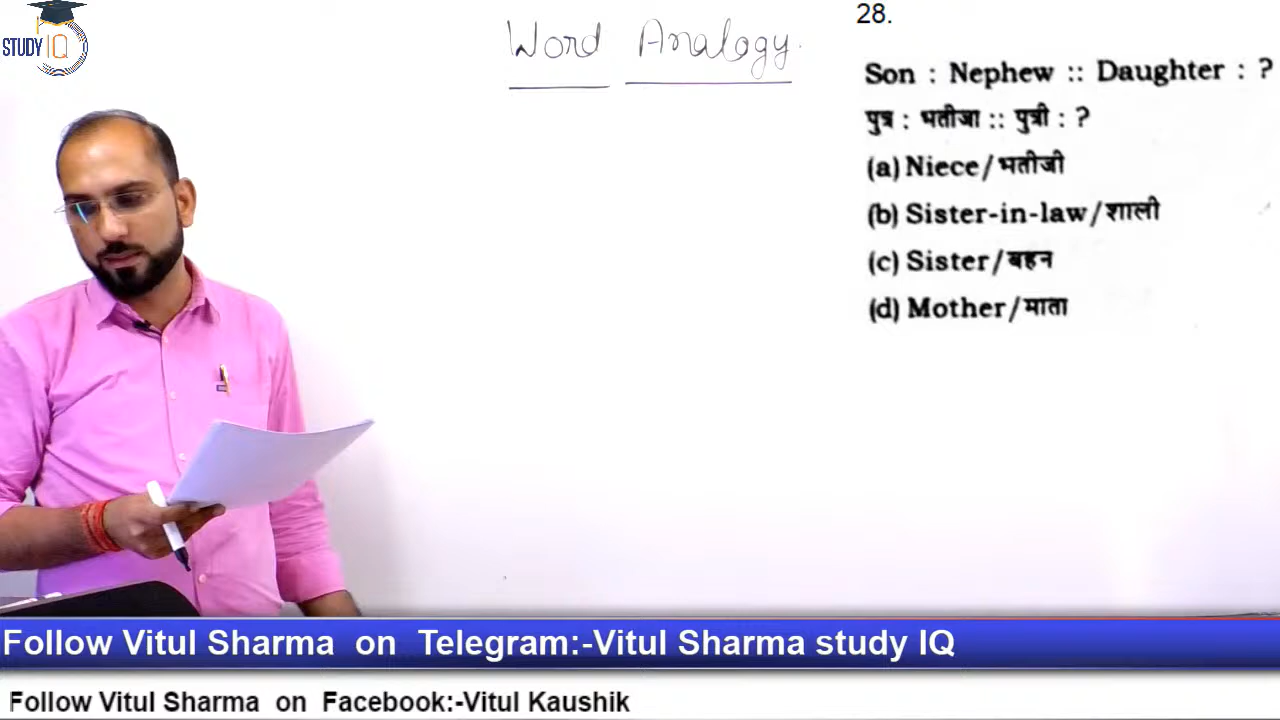 STUDY IQ
Word Analogy.
28.
Son : Nephew :: Daughter : ?
पुत्र : भतीजा :: पुत्री : ?
(a) Niece/भतीजी
(b) Sister-in-law/शाली
(c) Sister/बहन
(d) Mother/माता
Follow Vitul Sharma on Telegram:-Vitul Sharma study IQ
Follow Vitul Sharma on Facebook:-Vitul Kaushik